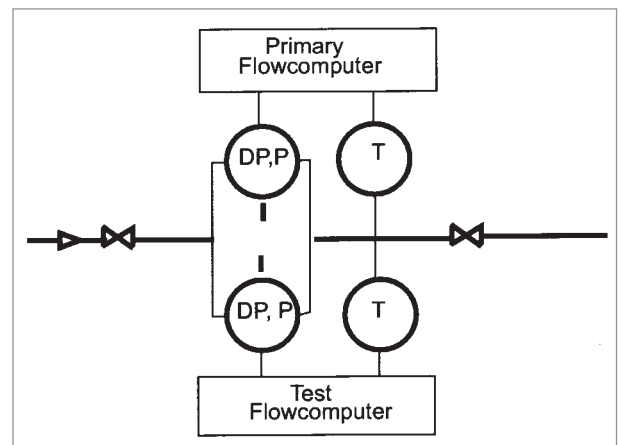 Primary
Flowcomputer
DP,P
T
DP, P
T
Test
Flowcomputer